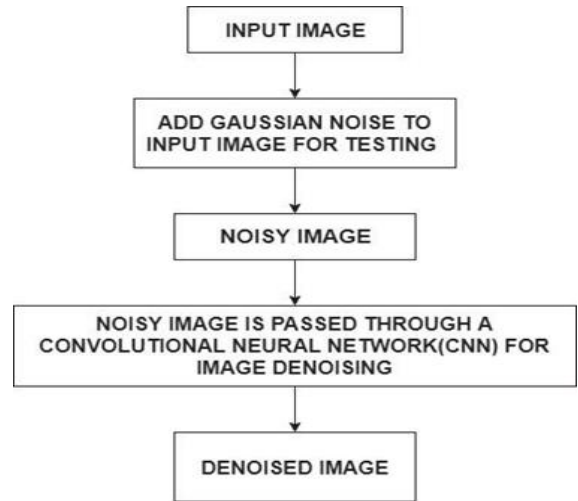 INPUT IMAGE
ADD GAUSSIAN NOISE TO
INPUT IMAGE FOR TESTING
NOISY IMAGE
NOISY IMAGE IS PASSED THROUGH A
CONVOLUTIONAL NEURAL NETWORK(CNN) FOR
IMAGE DENOISING
DENOISED IMAGE